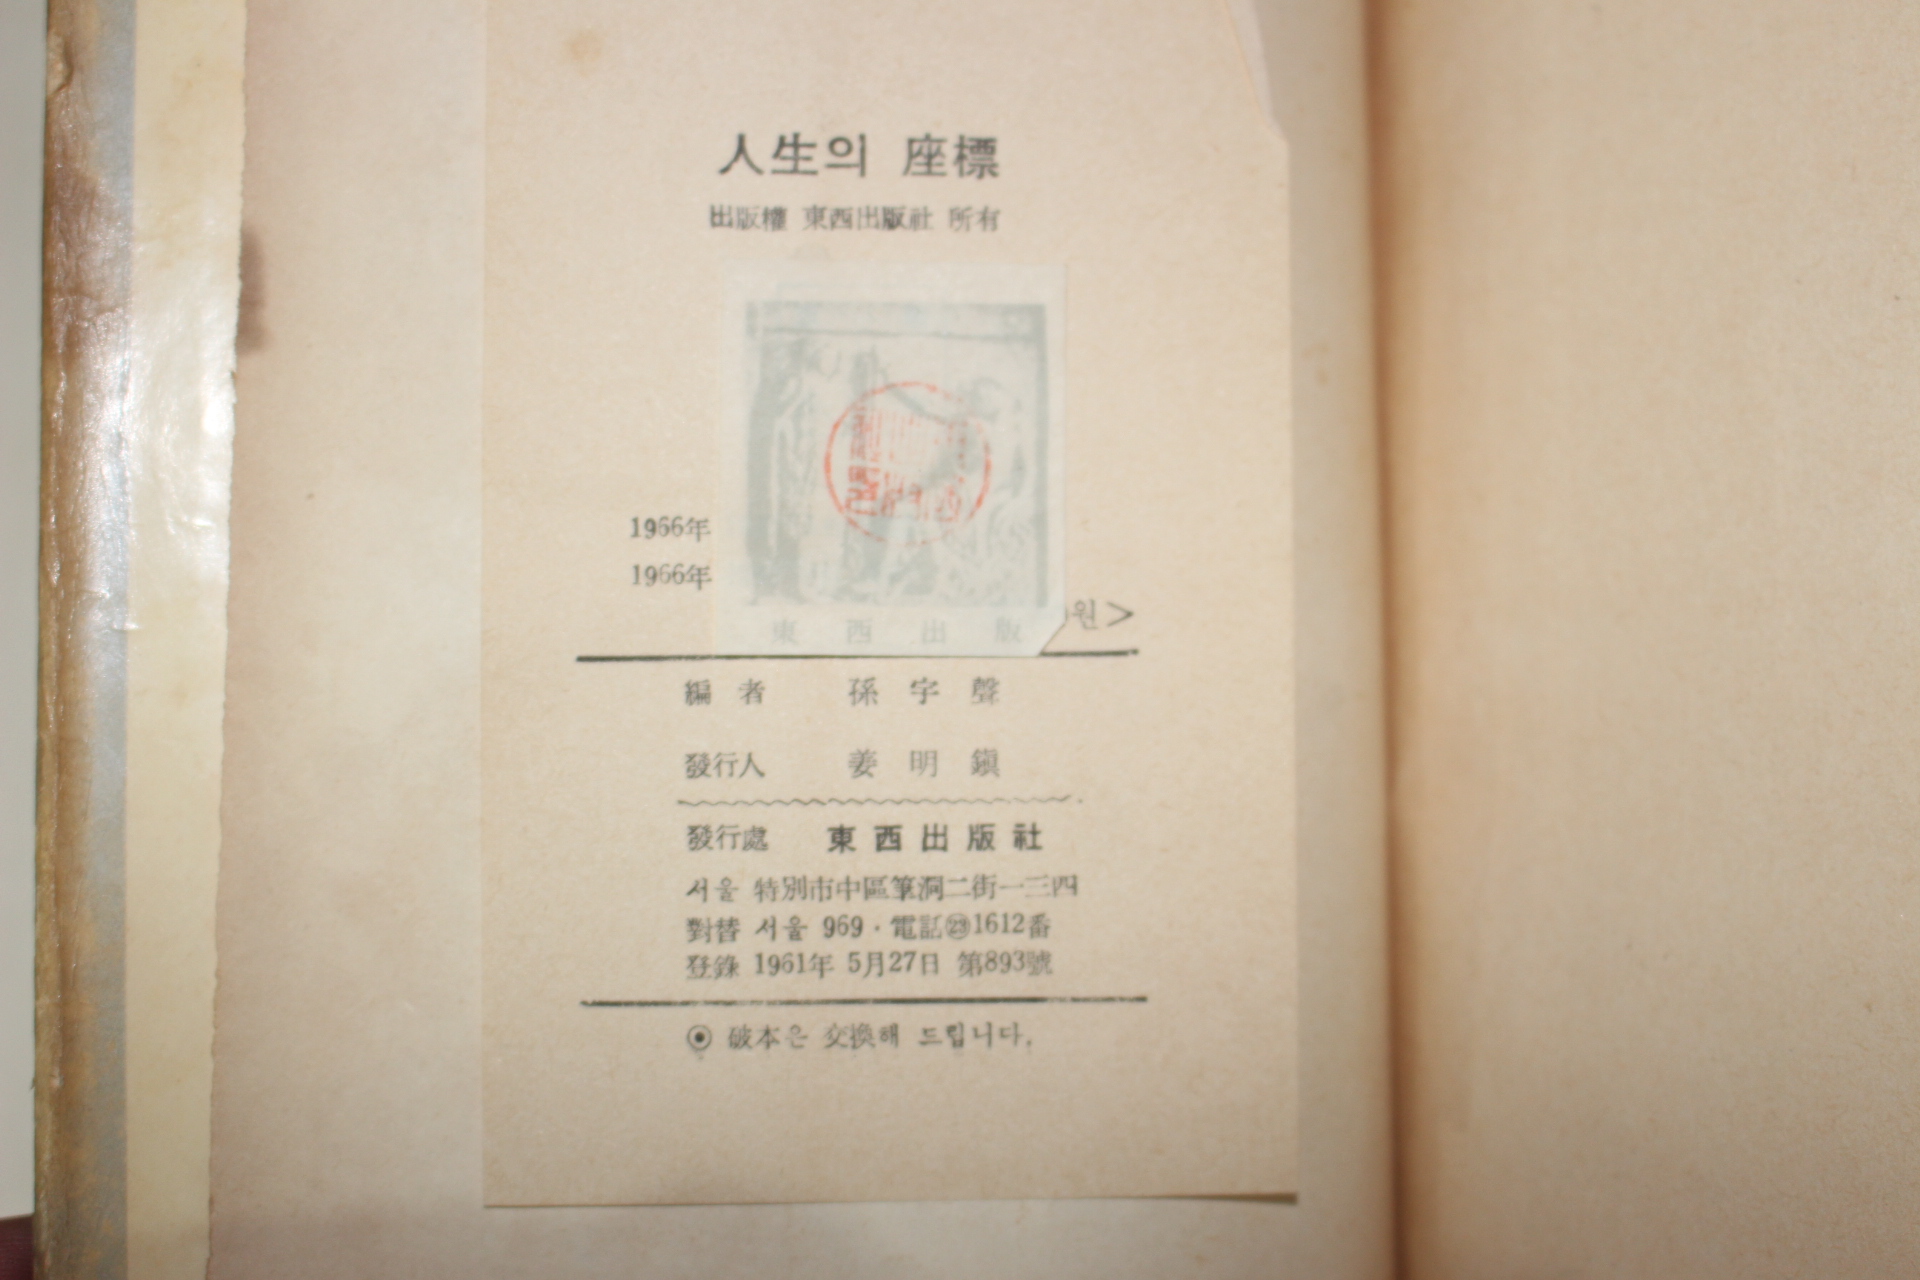 人生의 座標
出版權 東西出版社 所有
1966年
1966年
원>
東西出版
編者 孫宇聲
發行人 姜明鎭
發行處 東西出版社
서울 特別市中區筆洞二街一三四
對替 서울 969·電話㉓1612番
登錄 1961年 5月27日 第893號
◉ 破本은 交換해 드립니다.